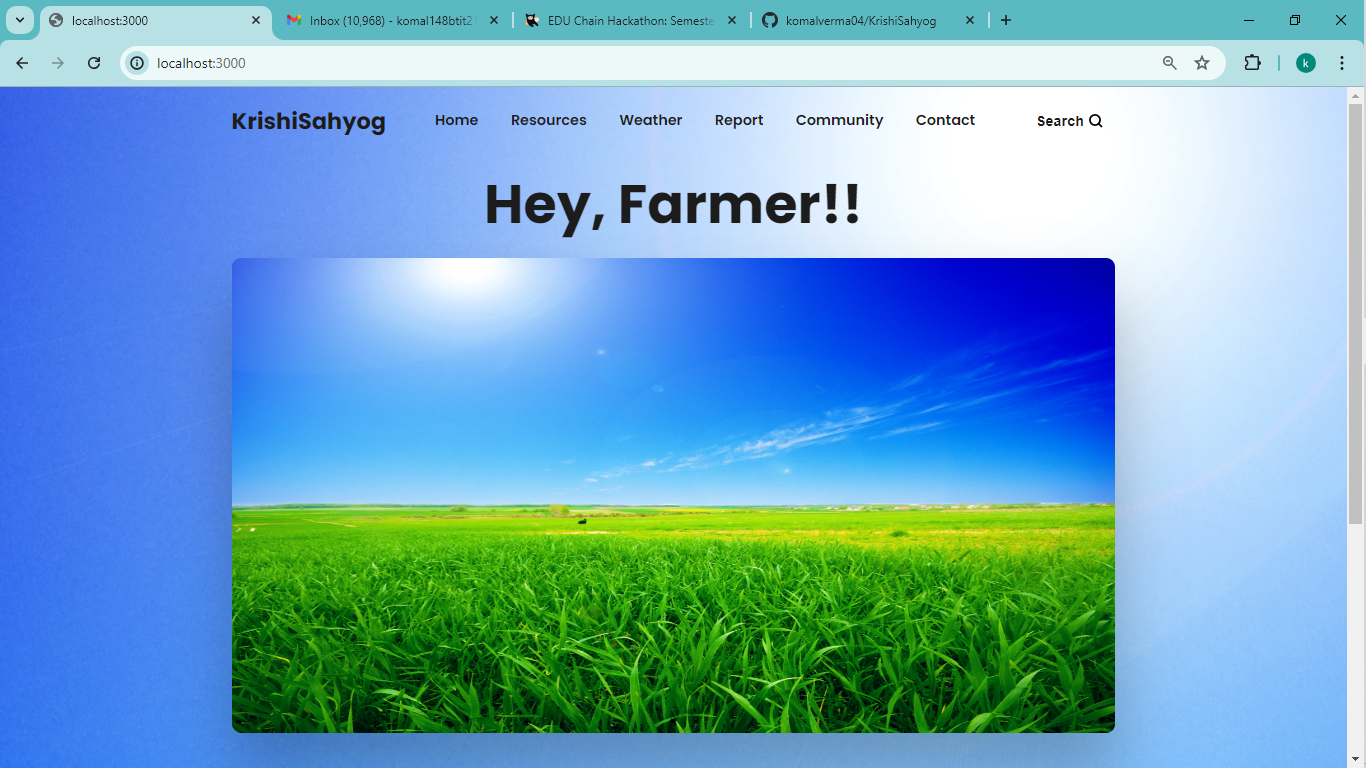 localhost:3000
Inbox (10,968) - komal148btit2
EDU Chain Hackathon: Semeste
komalverma04/KrishiSahyog
localhost:3000
k
KrishiSahyog Home Resources Weather Report Community Contact Search
Hey, Farmer!!